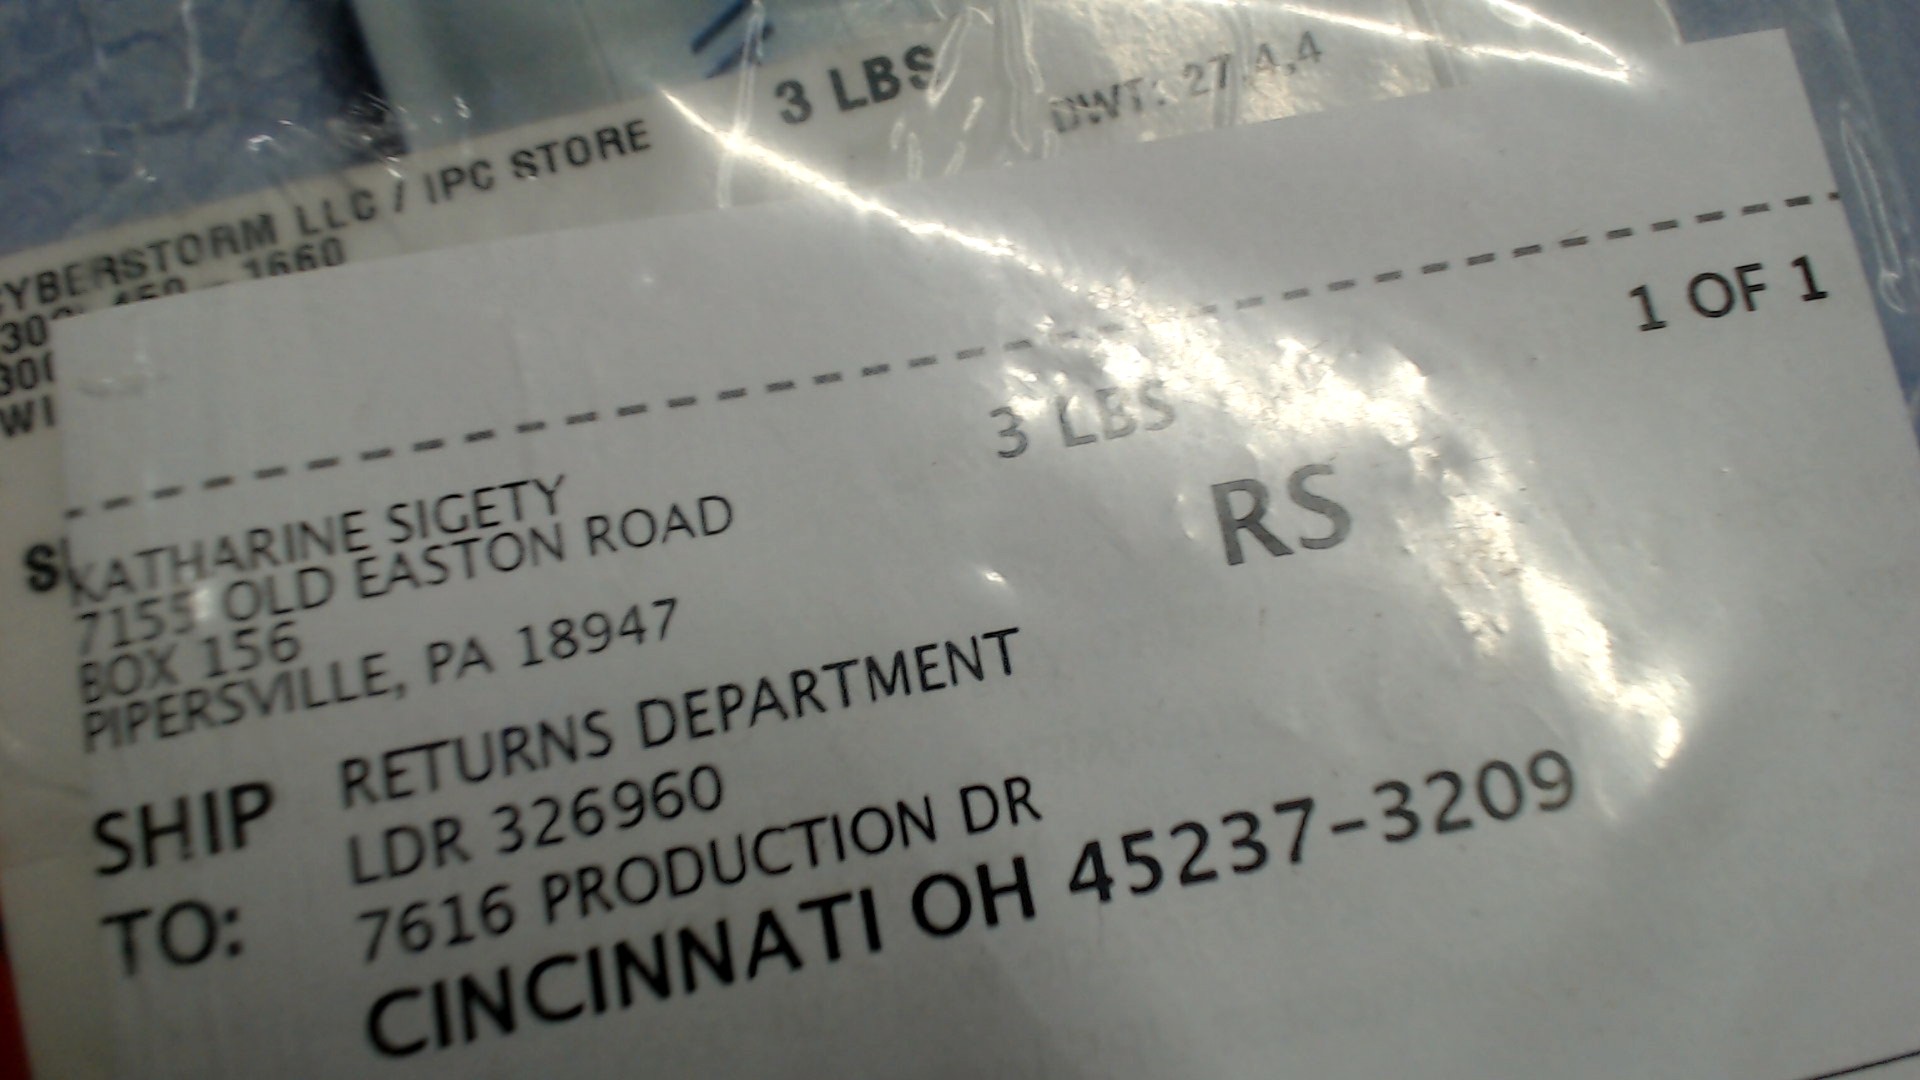 3 LBS
DWT: 27,4,4
CYBERSTORM LLC / IPC STORE
1660
1 OF 1
3 LBS
RS
KATHARINE SIGETY
7155 OLD EASTON ROAD
BOX 156
PIPERSVILLE, PA 18947
SHIP TO:
RETURNS DEPARTMENT
LDR 326960
7616 PRODUCTION DR
CINCINNATI OH 45237-3209